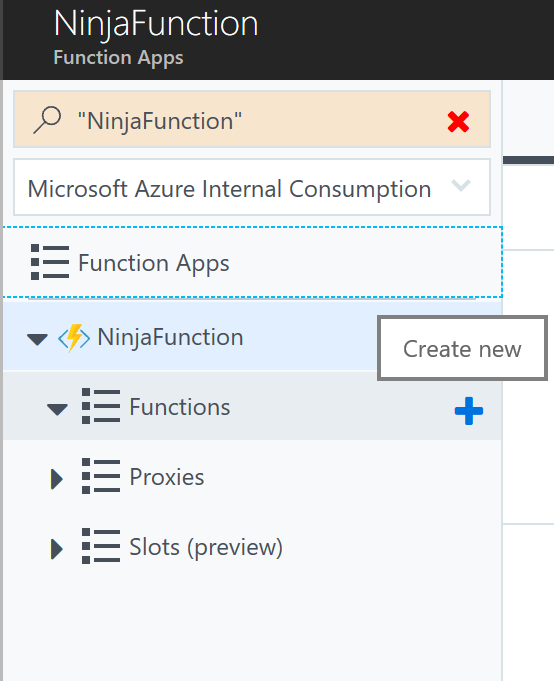 NinjaFunction
Function Apps
"NinjaFunction"
Microsoft Azure Internal Consumption
Function Apps
NinjaFunction
Create new
Functions
Proxies
Slots (preview)